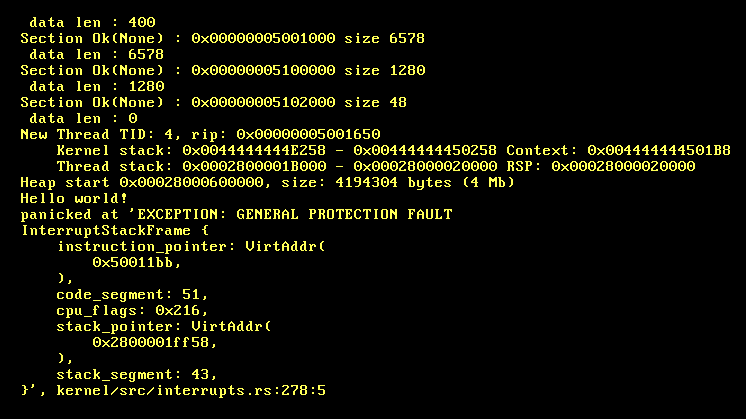 data len : 400
Section Ok(None) : 0x00000005001000 size 6578
data len : 6578
Section Ok(None) : 0x00000005100000 size 1280
data len : 1280
Section Ok(None) : 0x00000005102000 size 48
data len : 0
New Thread TID: 4, rip: 0x00000005001650
Kernel stack: 0x0044444444E258 - 0x00444444450258 Context: 0x004444444501B8
Thread stack: 0x0002800001B000 - 0x00028000020000 RSP: 0x00028000020000
Heap start 0x00028000600000, size: 4194304 bytes (4 Mb)
Hello world!
panicked at 'EXCEPTION: GENERAL PROTECTION FAULT
InterruptStackFrame {
instruction_pointer: VirtAddr(
0x50011bb,
),
code_segment: 51,
cpu_flags: 0x216,
stack_pointer: VirtAddr(
0x2800001ff58,
),
stack_segment: 43,
}', kernel/src/interrupts.rs:278:5